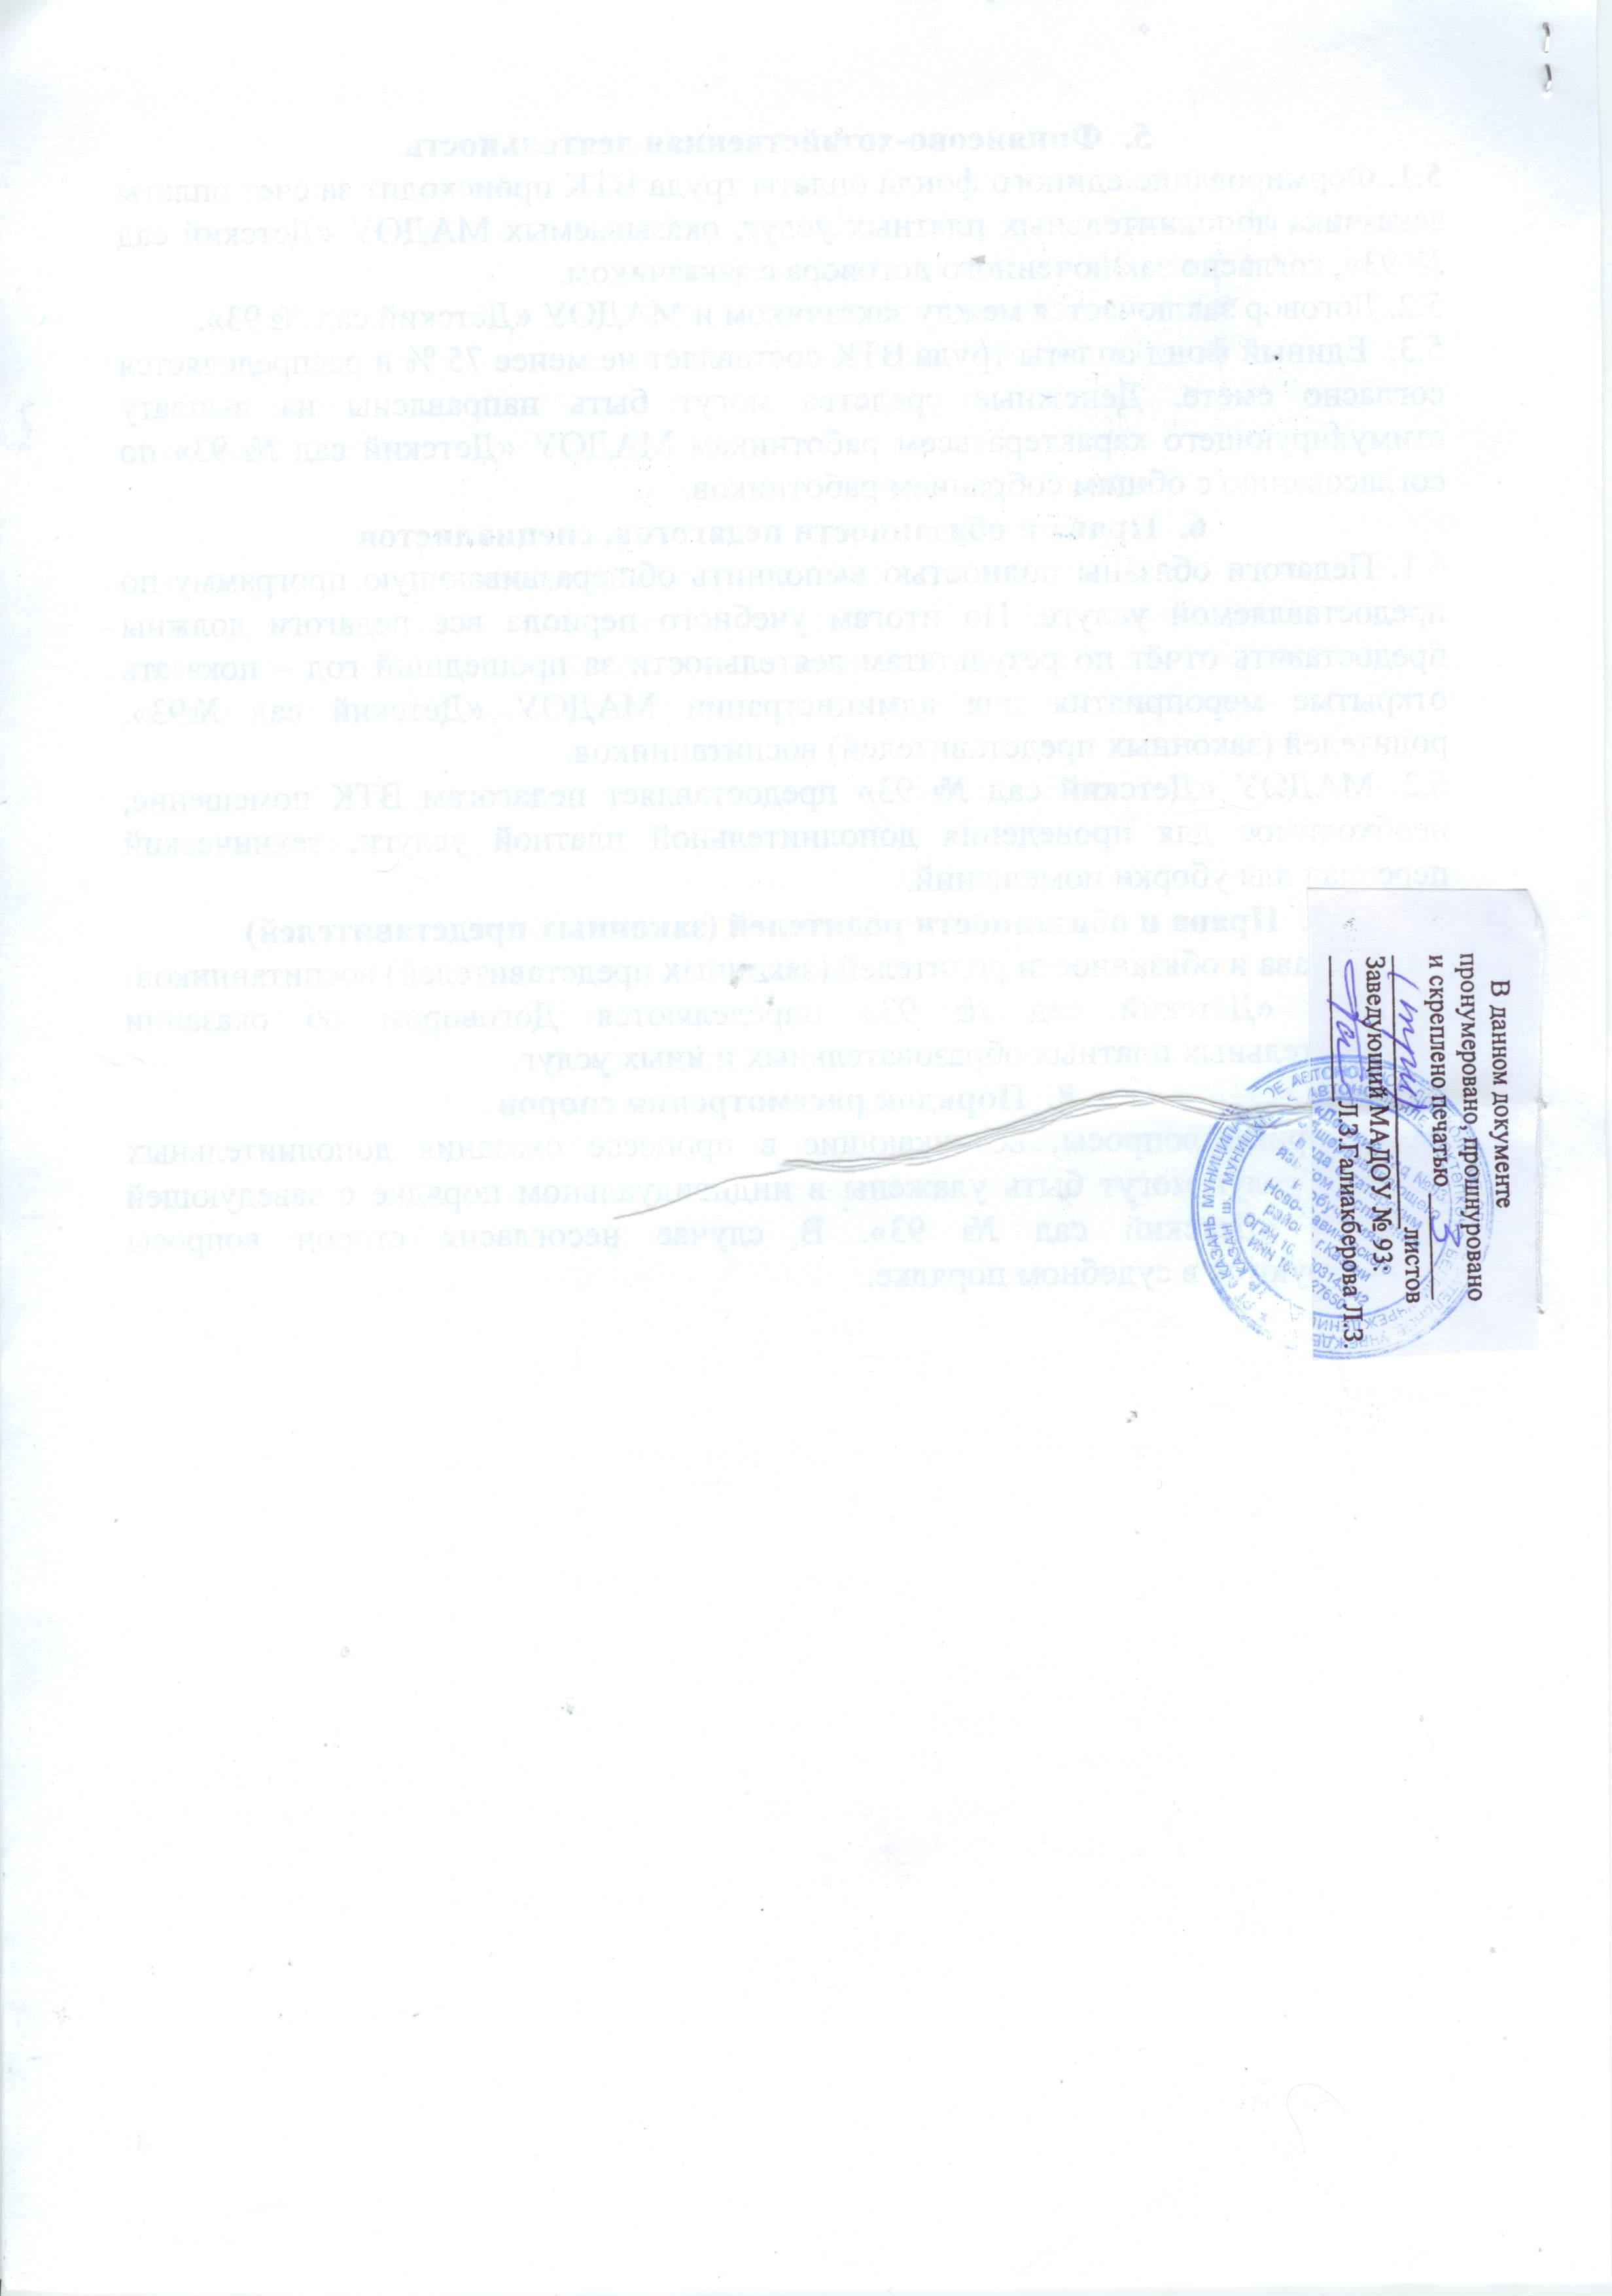 5. Финансово-хозяйственная деятельность
5.1. Формирование единого фонда оплаты труда ВТК происходит за счет оплаты
заказчика дополнительных платных услуг, оказываемых МАДОУ «Детский сад
№ 93», согласно заключенного договора с заказчиком.
5.2. Договор заключается между заказчиком и МАДОУ «Детский сад № 93».
5.3. Единый фонд оплаты труда ВТК составляет не менее 75 % и распределяется
согласно смете. Денежные средства могут быть направлены на выплату
стимулирующего характера всем работникам МАДОУ «Детский сад № 93» по
согласованию с общим собранием работников.
6. Права и обязанности педагогов, специалистов
6.1. Педагоги обязаны полностью выполнить общеразвивающую программу по
предоставляемой услуге. По итогам учебного периода все педагоги должны
предоставить отчёт по результатам деятельности за прошедший год – показать
открытые мероприятия для администрации МАДОУ «Детский сад №93»,
родителей (законных представителей) воспитанников.
6.2. МАДОУ «Детский сад № 93» предоставляет педагогам ВТК помещение,
необходимое для проведения дополнительной платной услуги, технический
персонал для уборки помещений.
Права и обязанности родителей (законных представителей)
ава и обязанности родителей (законных представителей) воспитанников
«Детский сад № 93» определяются Договором об оказании
тельных платных образовательных и иных услуг.
8. Порядок рассмотрения споров
вопросы, возникающие в процессе оказания дополнительных
услуг могут быть улажены в индивидуальном порядке с заведующей
сад № 93». В случае несогласия сторон вопросы
в судебном порядке.
В данном документе
пронумеровано, прошнуровано
и скреплено печатью 3
(три) листов
Заведующий МАДОУ № 93:
Л.З. Галиакберова Л.З.